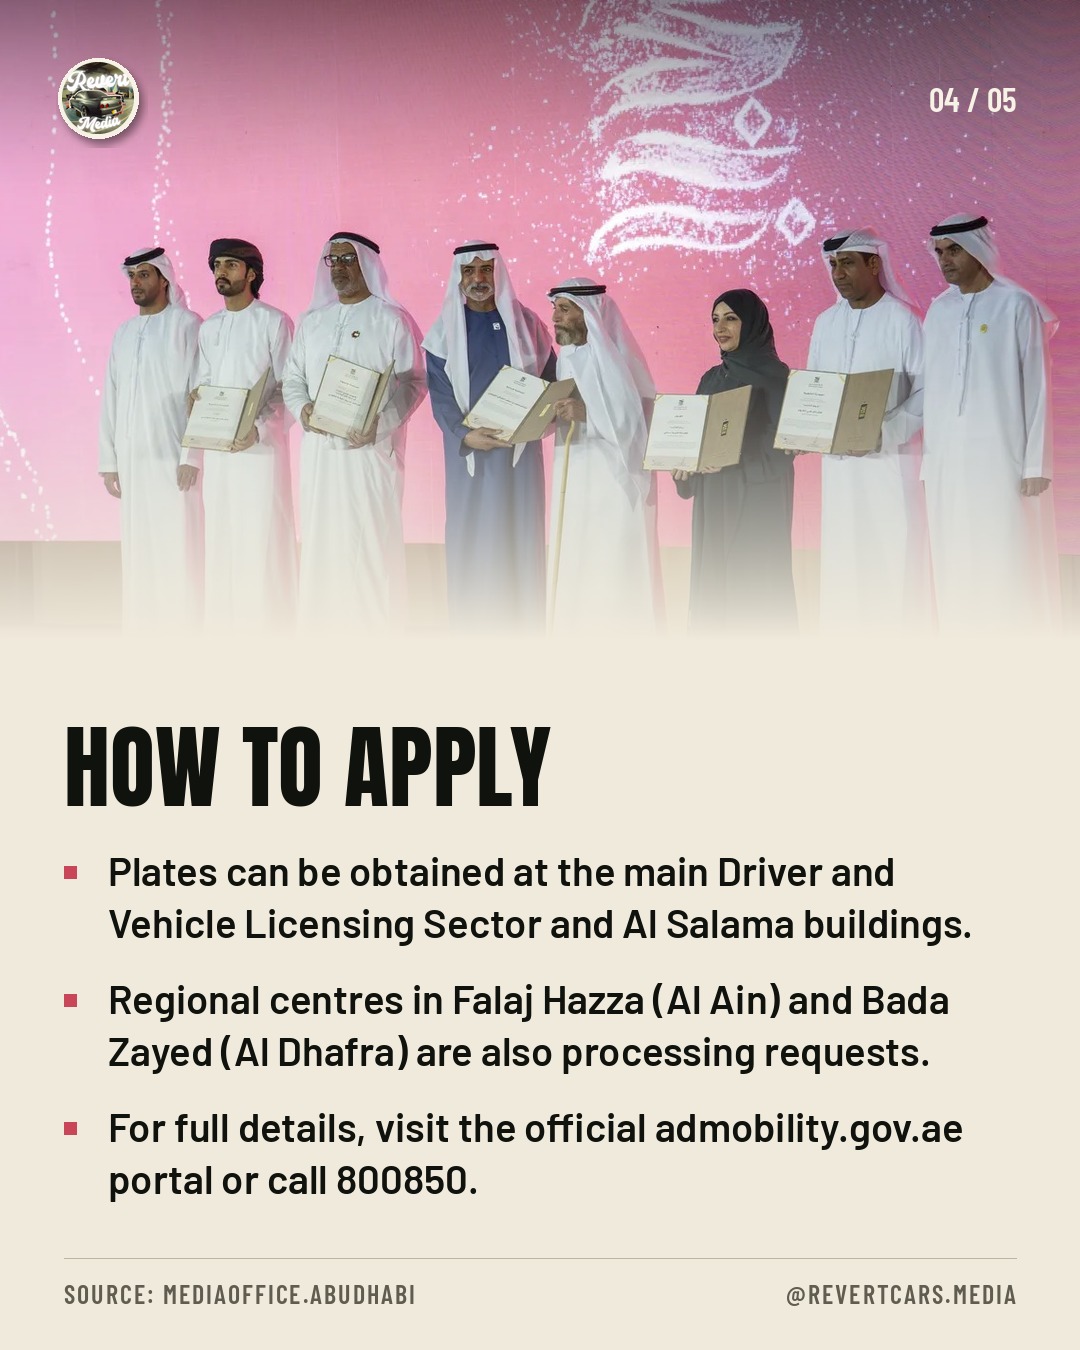 Revert
Media
04 / 05
HOW TO APPLY
Plates can be obtained at the main Driver and
Vehicle Licensing Sector and Al Salama buildings.
Regional centres in Falaj Hazza (Al Ain) and Bada
Zayed (Al Dhafra) are also processing requests.
For full details, visit the official admobility.gov.ae
portal or call 800850.
SOURCE: MEDIAOFFICE.ABUDHABI
@REVERTCARS.MEDIA